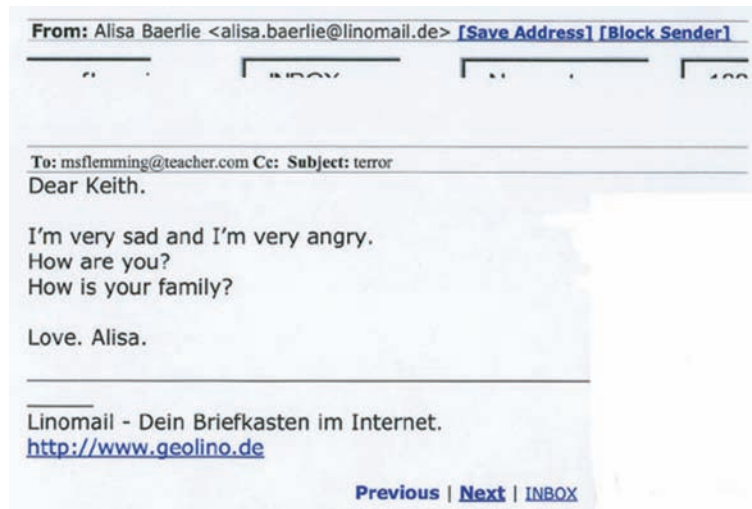 From: Alisa Baerlie <alisa.baerlie@linomail.de> [Save Address] [Block Sender]
INBOX
To: msflemming@teacher.com Cc: Subject: terror
Dear Keith.
I'm very sad and I'm very angry.
How are you?
How is your family?
Love. Alisa.
Linomail - Dein Briefkasten im Internet.
http://www.geolino.de
Previous | Next | INBOX